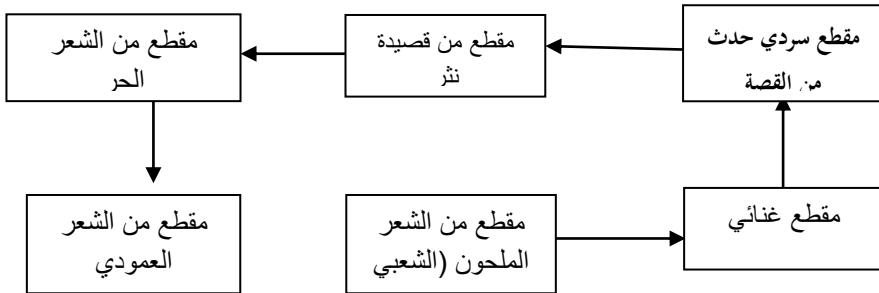 مقطع سردي حدث
من القصة
مقطع من قصيدة
نثر
مقطع من الشعر
الحر
مقطع غنائي
مقطع من الشعر
الملحون (الشعبي
مقطع من الشعر
العمودي